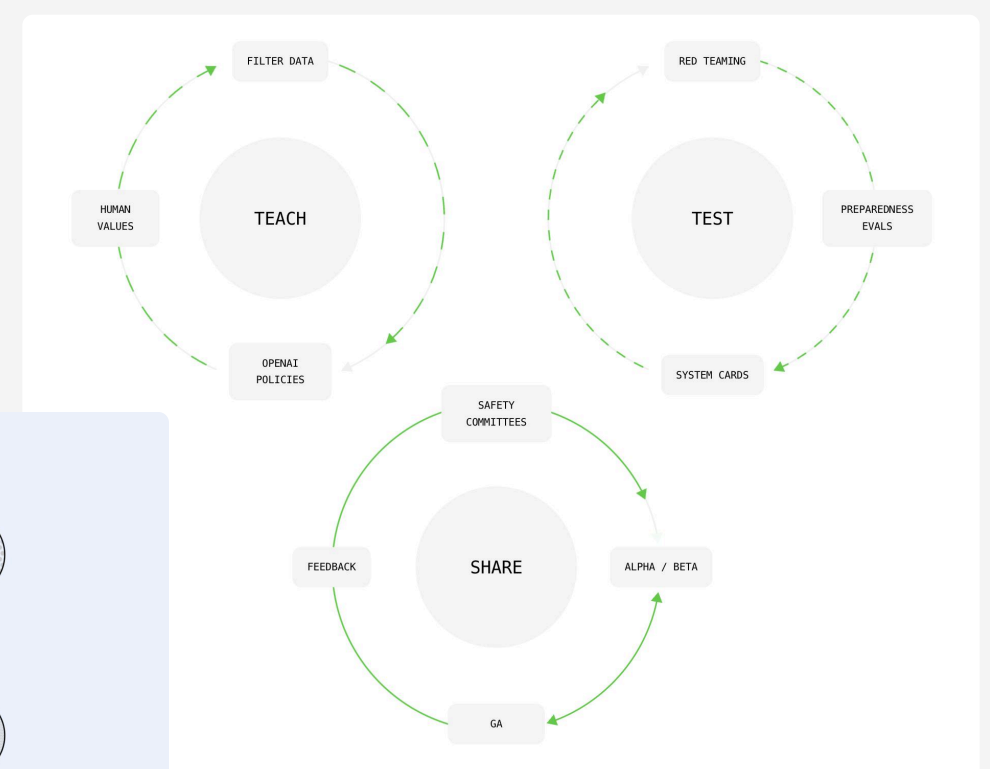 FILTER DATA
HUMAN
VALUES
TEACH
OPENAI
POLICIES
RED TEAMING
TEST
PREPAREDNESS
EVALS
SYSTEM CARDS
SAFETY
COMMITTEES
FEEDBACK
SHARE
ALPHA / BETA
GA